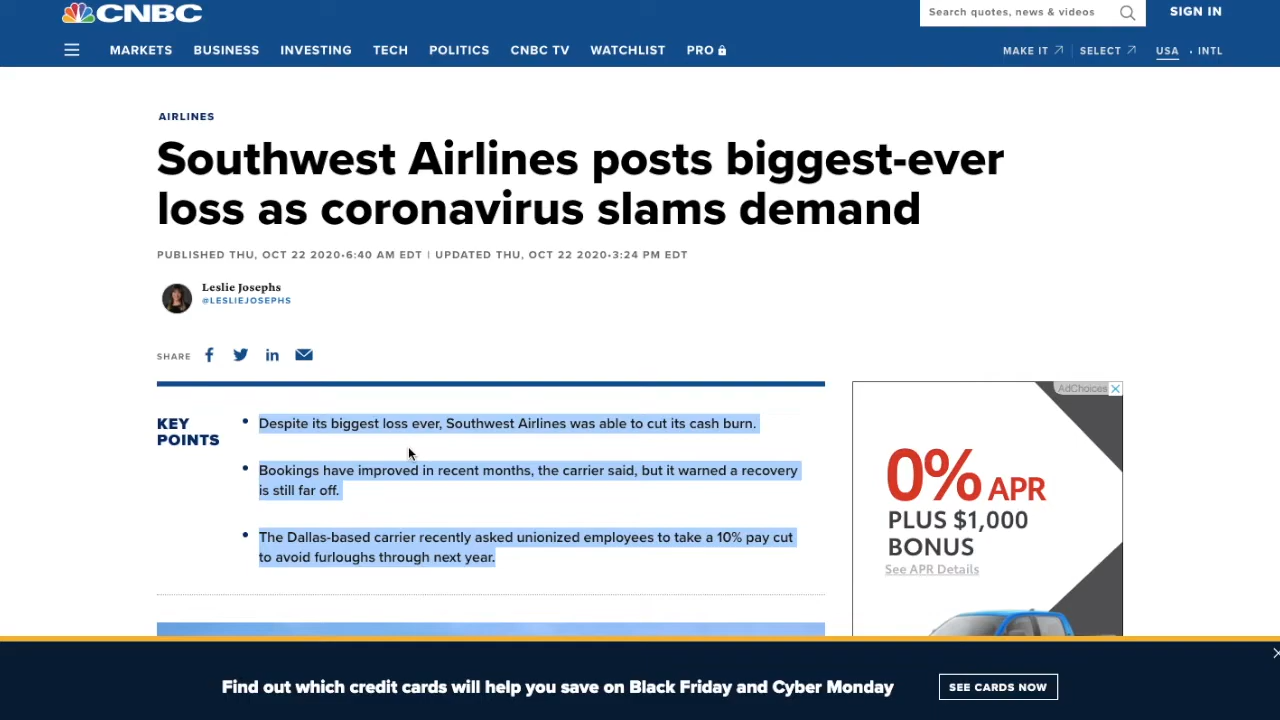 CNBC
Search quotes, news & videos
SIGN IN
MARKETS BUSINESS INVESTING TECH POLITICS CNBC TV WATCHLIST PRO
MAKE IT SELECT USA • INTL
AIRLINES
Southwest Airlines posts biggest-ever
loss as coronavirus slams demand
PUBLISHED THU, OCT 22 2020•6:40 AM EDT | UPDATED THU, OCT 22 2020•3:24 PM EDT
Leslie Josephs
@LESLIEJOSEPHS
SHARE
KEY
POINTS
• Despite its biggest loss ever, Southwest Airlines was able to cut its cash burn.
• Bookings have improved in recent months, the carrier said, but it warned a recovery
is still far off.
• The Dallas-based carrier recently asked unionized employees to take a 10% pay cut
to avoid furloughs through next year.
AdChoices
0% APR
PLUS $1,000
BONUS
See APR Details
Find out which credit cards will help you save on Black Friday and Cyber Monday
SEE CARDS NOW